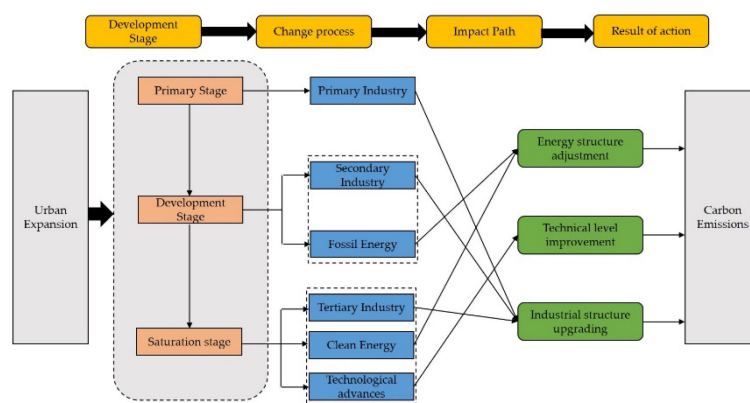 Development
Stage
Change process
Impact Path
Result of action
Urban
Expansion
Primary Stage
Development
Stage
Saturation stage
Primary Industry
Secondary
Industry
Fossil Energy
Tertiary Industry
Clean Energy
Technological
advances
Energy structure
adjustment
Technical level
improvement
Industrial structure
upgrading
Carbon
Emissions